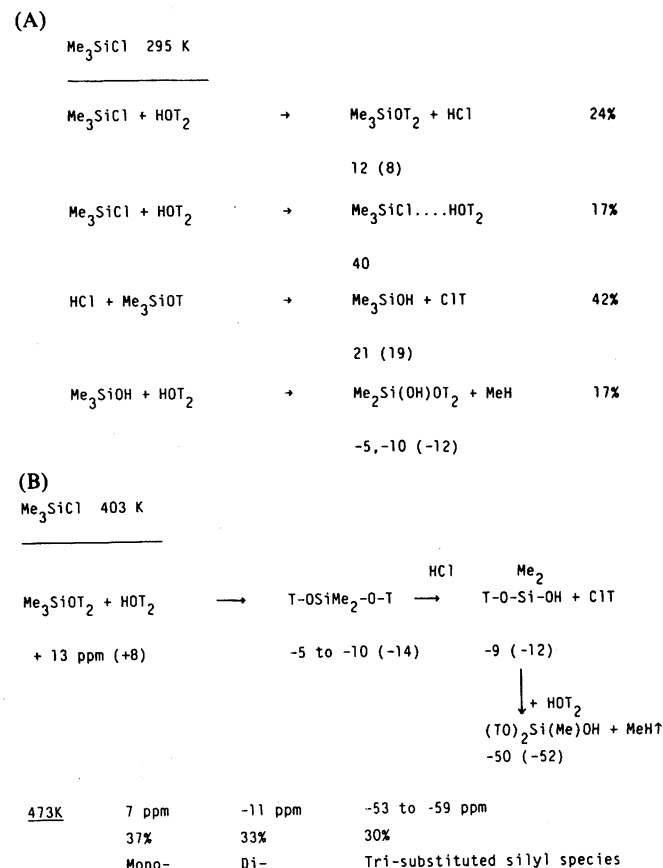 (A)
Me₃SiCl 295 K
Me₃SiCl + HOT₂ → Me₃SiOT₂ + HCl 24%
12 (8)
Me₃SiCl + HOT₂ → Me₃SiCl....HOT₂ 17%
40
HCl + Me₃SiOT → Me₃SiOH + ClT 42%
21 (19)
Me₃SiOH + HOT₂ → Me₂Si(OH)OT₂ + MeH 17%
-5,-10 (-12)
(B)
Me₃SiCl 403 K
HCl Me₂
Me₃SiOT₂ + HOT₂ → T-OSiMe₂-O-T → T-O-Si-OH + ClT
+ 13 ppm (+8) -5 to -10 (-14) -9 (-12)
↓+ HOT₂
(TO)₂Si(Me)OH + MeH↑
-50 (-52)
473K 7 ppm -11 ppm -53 to -59 ppm
37% 33% 30%
Mono- Di- Tri-substituted silyl species